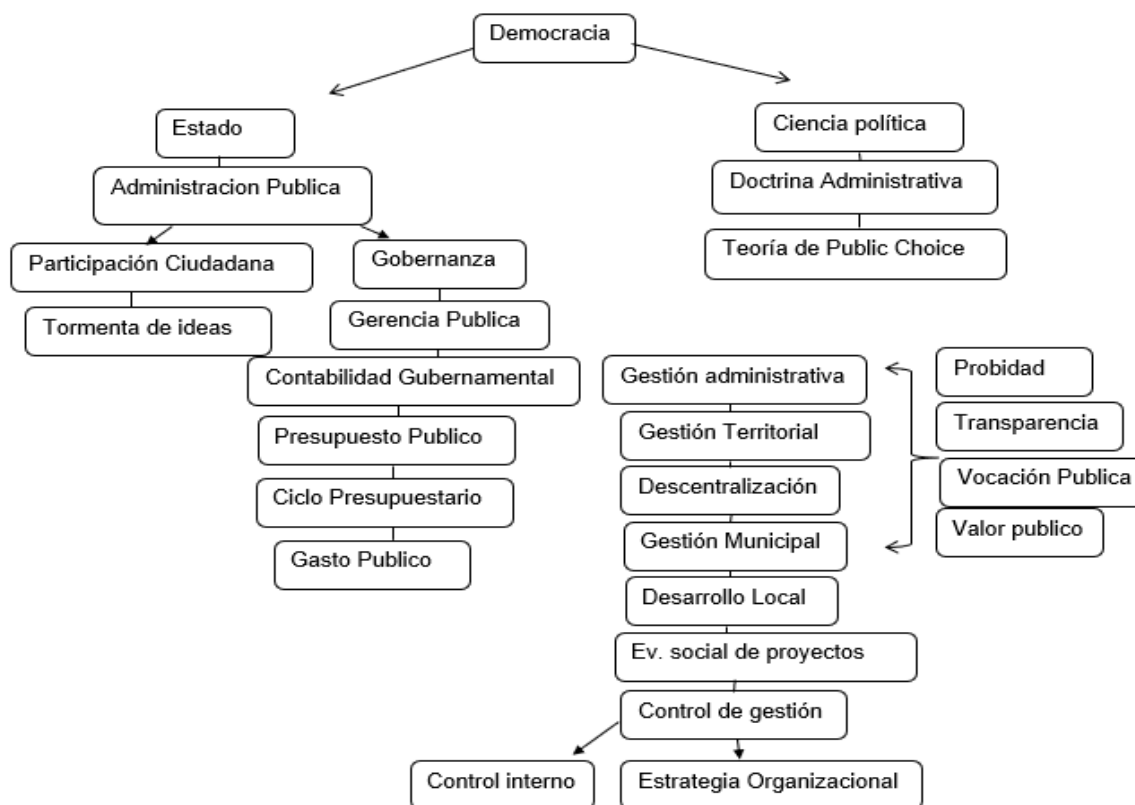 Democracia
Estado
Ciencia política
Administracion Publica
Doctrina Administrativa
Participación Ciudadana
Gobernanza
Teoría de Public Choice
Tormenta de ideas
Gerencia Publica
Contabilidad Gubernamental
Presupuesto Publico
Ciclo Presupuestario
Gasto Publico
Gestión administrativa
Gestión Territorial
Descentralización
Gestión Municipal
Desarrollo Local
Ev. social de proyectos
Control de gestión
Control interno
Estrategia Organizacional
Probidad
Transparencia
Vocación Publica
Valor publico